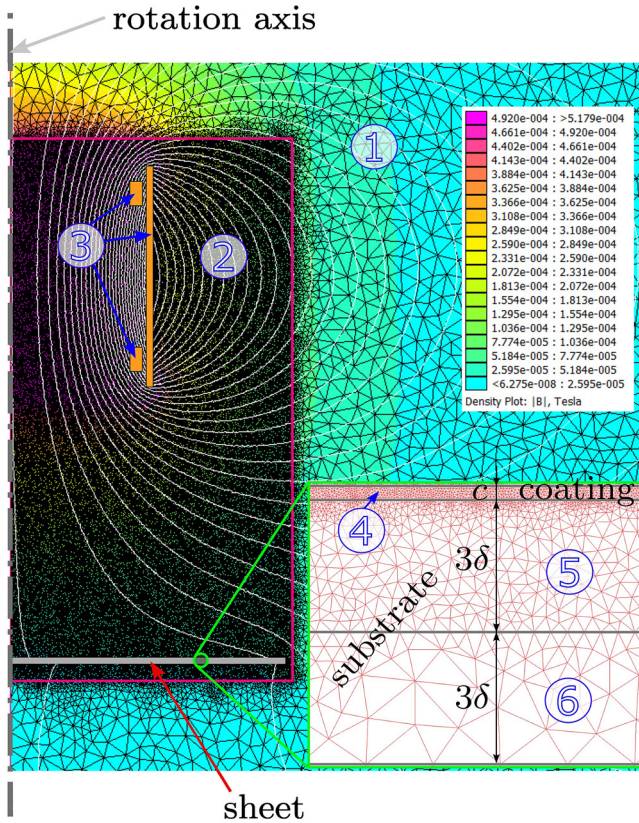 rotation axis
1
4.920e-004 : >5.179e-004
4.661e-004 : 4.920e-004
4.402e-004 : 4.661e-004
4.143e-004 : 4.402e-004
3.884e-004 : 4.143e-004
3.625e-004 : 3.884e-004
3.366e-004 : 3.625e-004
3.108e-004 : 3.366e-004
2.849e-004 : 3.108e-004
2.590e-004 : 2.849e-004
2.331e-004 : 2.590e-004
2.072e-004 : 2.331e-004
1.813e-004 : 2.072e-004
1.554e-004 : 1.813e-004
1.295e-004 : 1.554e-004
1.036e-004 : 1.295e-004
7.774e-005 : 1.036e-004
5.184e-005 : 7.774e-005
2.595e-005 : 5.184e-005
<6.275e-008 : 2.595e-005
Density Plot: |B|, Tesla
3
2
c coating
4
3δ
5
substrate
3δ
6
sheet